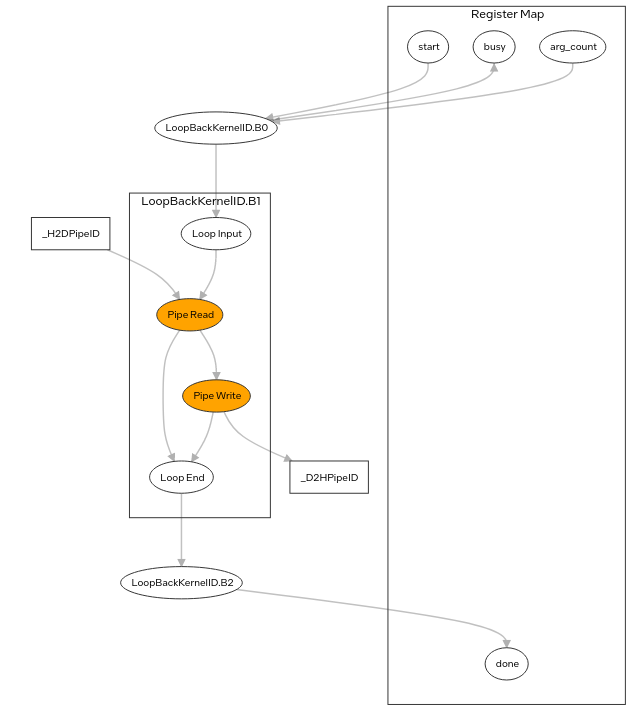 Register Map
start
busy
arg_count
LoopBackKernelID.B0
LoopBackKernelID.B1
_H2DPipeID
Loop Input
Pipe Read
Pipe Write
Loop End
_D2HPipeID
LoopBackKernelID.B2
done